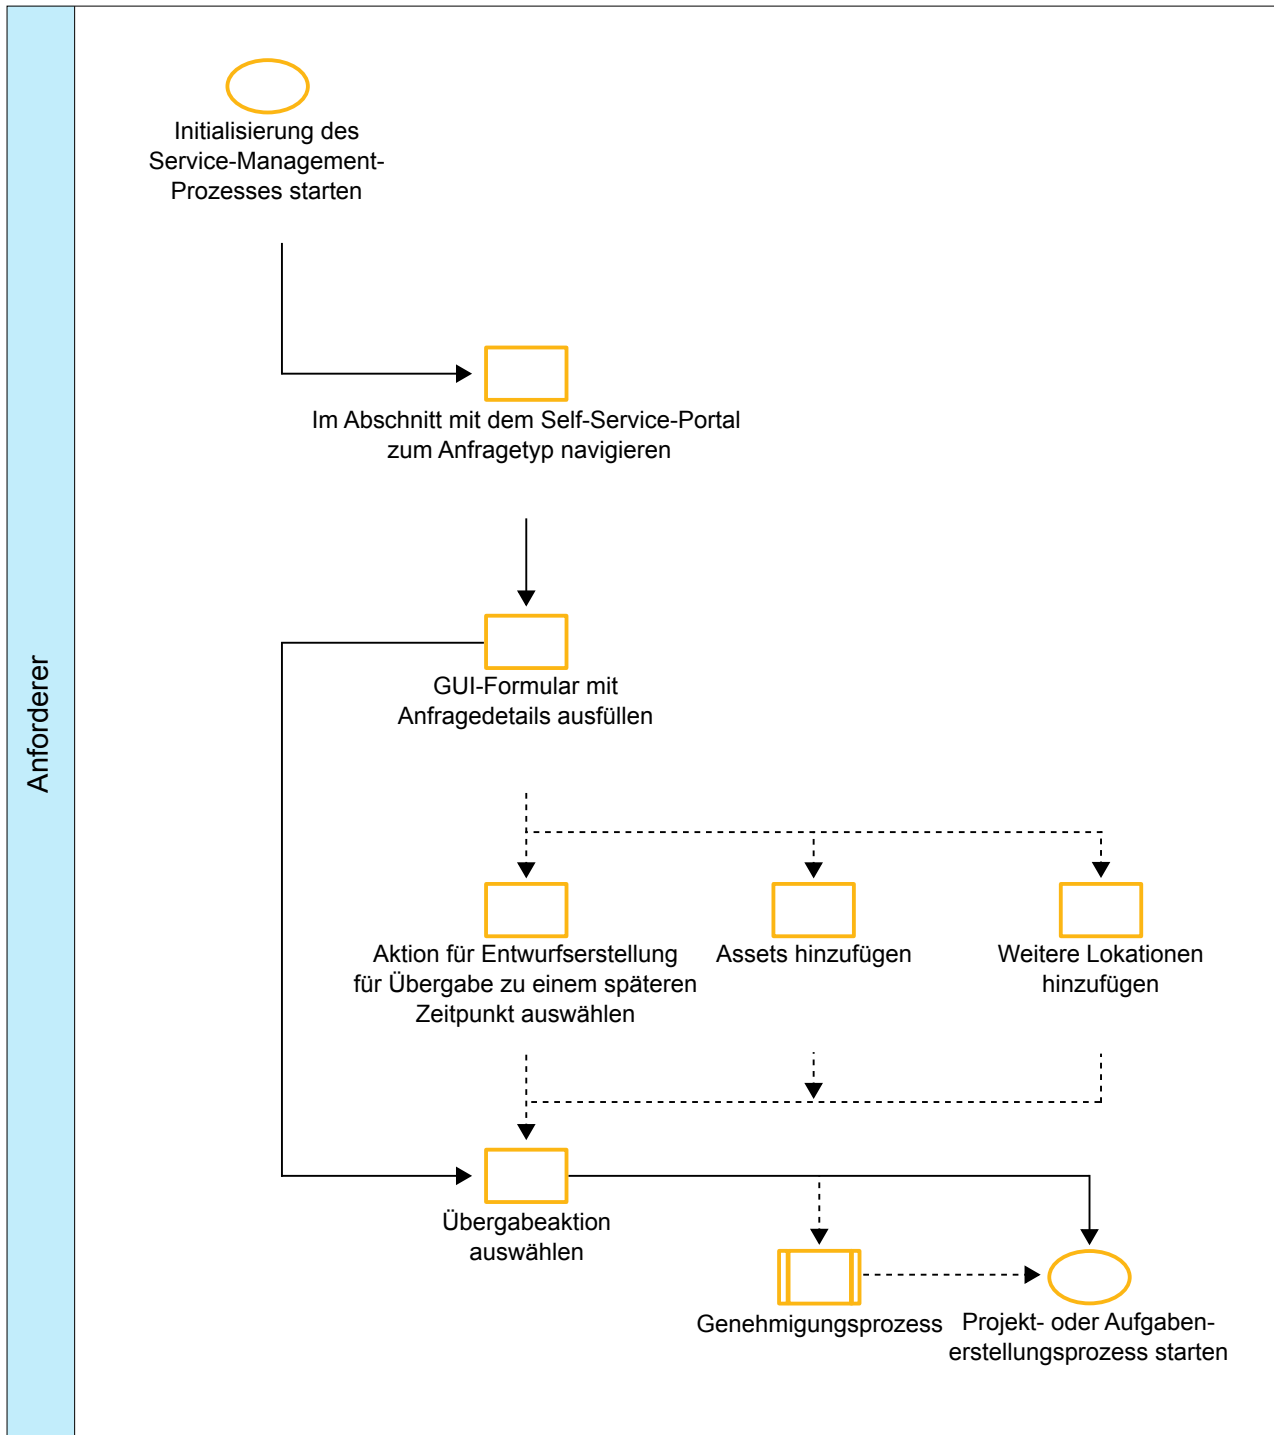 Anforderer
Initialisierung des
Service-Management-
Prozesses starten
Im Abschnitt mit dem Self-Service-Portal
zum Anfragetyp navigieren
GUI-Formular mit
Anfragedetails ausfüllen
Aktion für Entwurfserstellung
für Übergabe zu einem späteren
Zeitpunkt auswählen
Assets hinzufügen
Weitere Lokationen
hinzufügen
Übergabeaktion
auswählen
Genehmigungsprozess
Projekt- oder Aufgaben-
erstellungsprozess starten